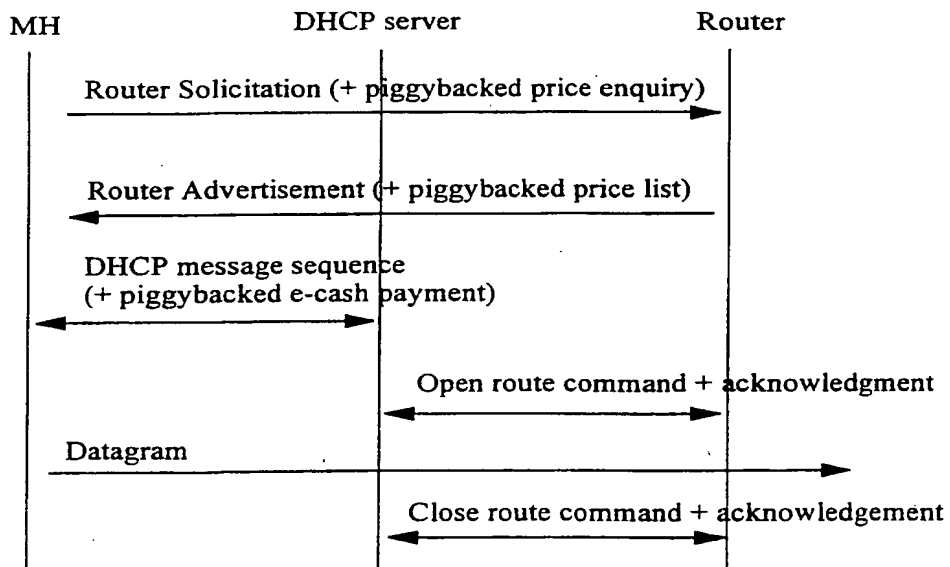 MH
DHCP server
Router
Router Solicitation (+ piggybacked price enquiry)
Router Advertisement (+ piggybacked price list)
DHCP message sequence
(+ piggybacked e-cash payment)
Open route command + acknowledgment
Datagram
Close route command + acknowledgement